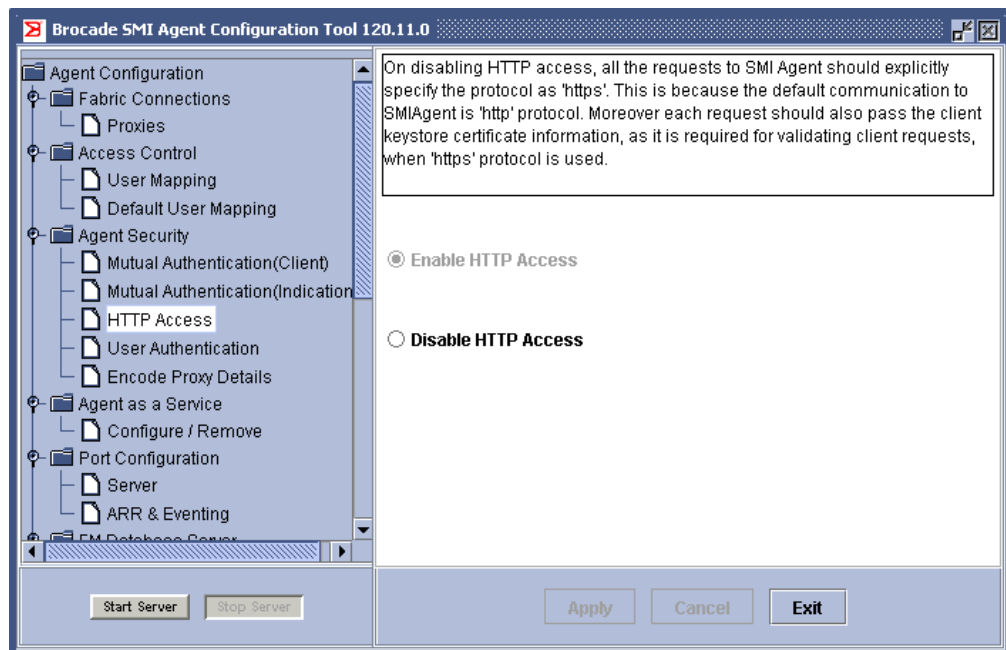 Brocade SMI Agent Configuration Tool 120.11.0
Agent Configuration
Fabric Connections
Proxies
Access Control
User Mapping
Default User Mapping
Agent Security
Mutual Authentication(Client)
Mutual Authentication(Indication
HTTP Access
User Authentication
Encode Proxy Details
Agent as a Service
Configure / Remove
Port Configuration
Server
ARR & Eventing
FM Database Server
Start Server
Stop Server
On disabling HTTP access, all the requests to SMI Agent should explicitly
specify the protocol as 'https'. This is because the default communication to
SMIAgent is 'http' protocol. Moreover each request should also pass the client
keystore certificate information, as it is required for validating client requests,
when 'https' protocol is used.
Enable HTTP Access
Disable HTTP Access
Apply
Cancel
Exit